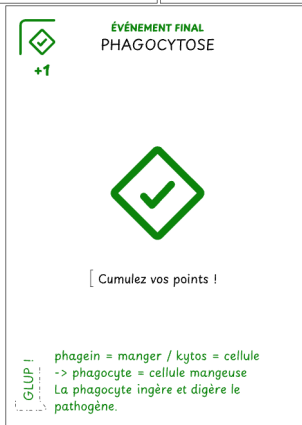 ÉVÉNEMENT FINAL
PHAGOCYTOSE
+1
Cumulez vos points !
GLUP !
phagein = manger / kytos = cellule
-> phagocyte = cellule mangeuse
La phagocyte ingère et digère le
pathogène.